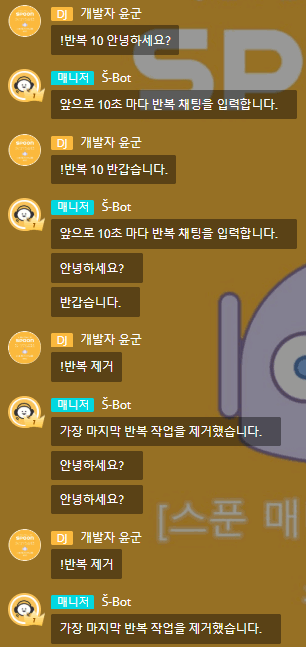 DJ 개발자 윤군
!반복 10 안녕하세요?
매니저 Š-Bot
앞으로 10초 마다 반복 채팅을 입력합니다.
DJ 개발자 윤군
!반복 10 반갑습니다.
매니저 Š-Bot
앞으로 10초 마다 반복 채팅을 입력합니다.
안녕하세요?
반갑습니다.
DJ 개발자 윤군
!반복 제거
매니저 Š-Bot
가장 마지막 반복 작업을 제거했습니다.
안녕하세요?
안녕하세요?
DJ 개발자 윤군
!반복 제거
매니저 Š-Bot
가장 마지막 반복 작업을 제거했습니다.
SP
[스푼 매